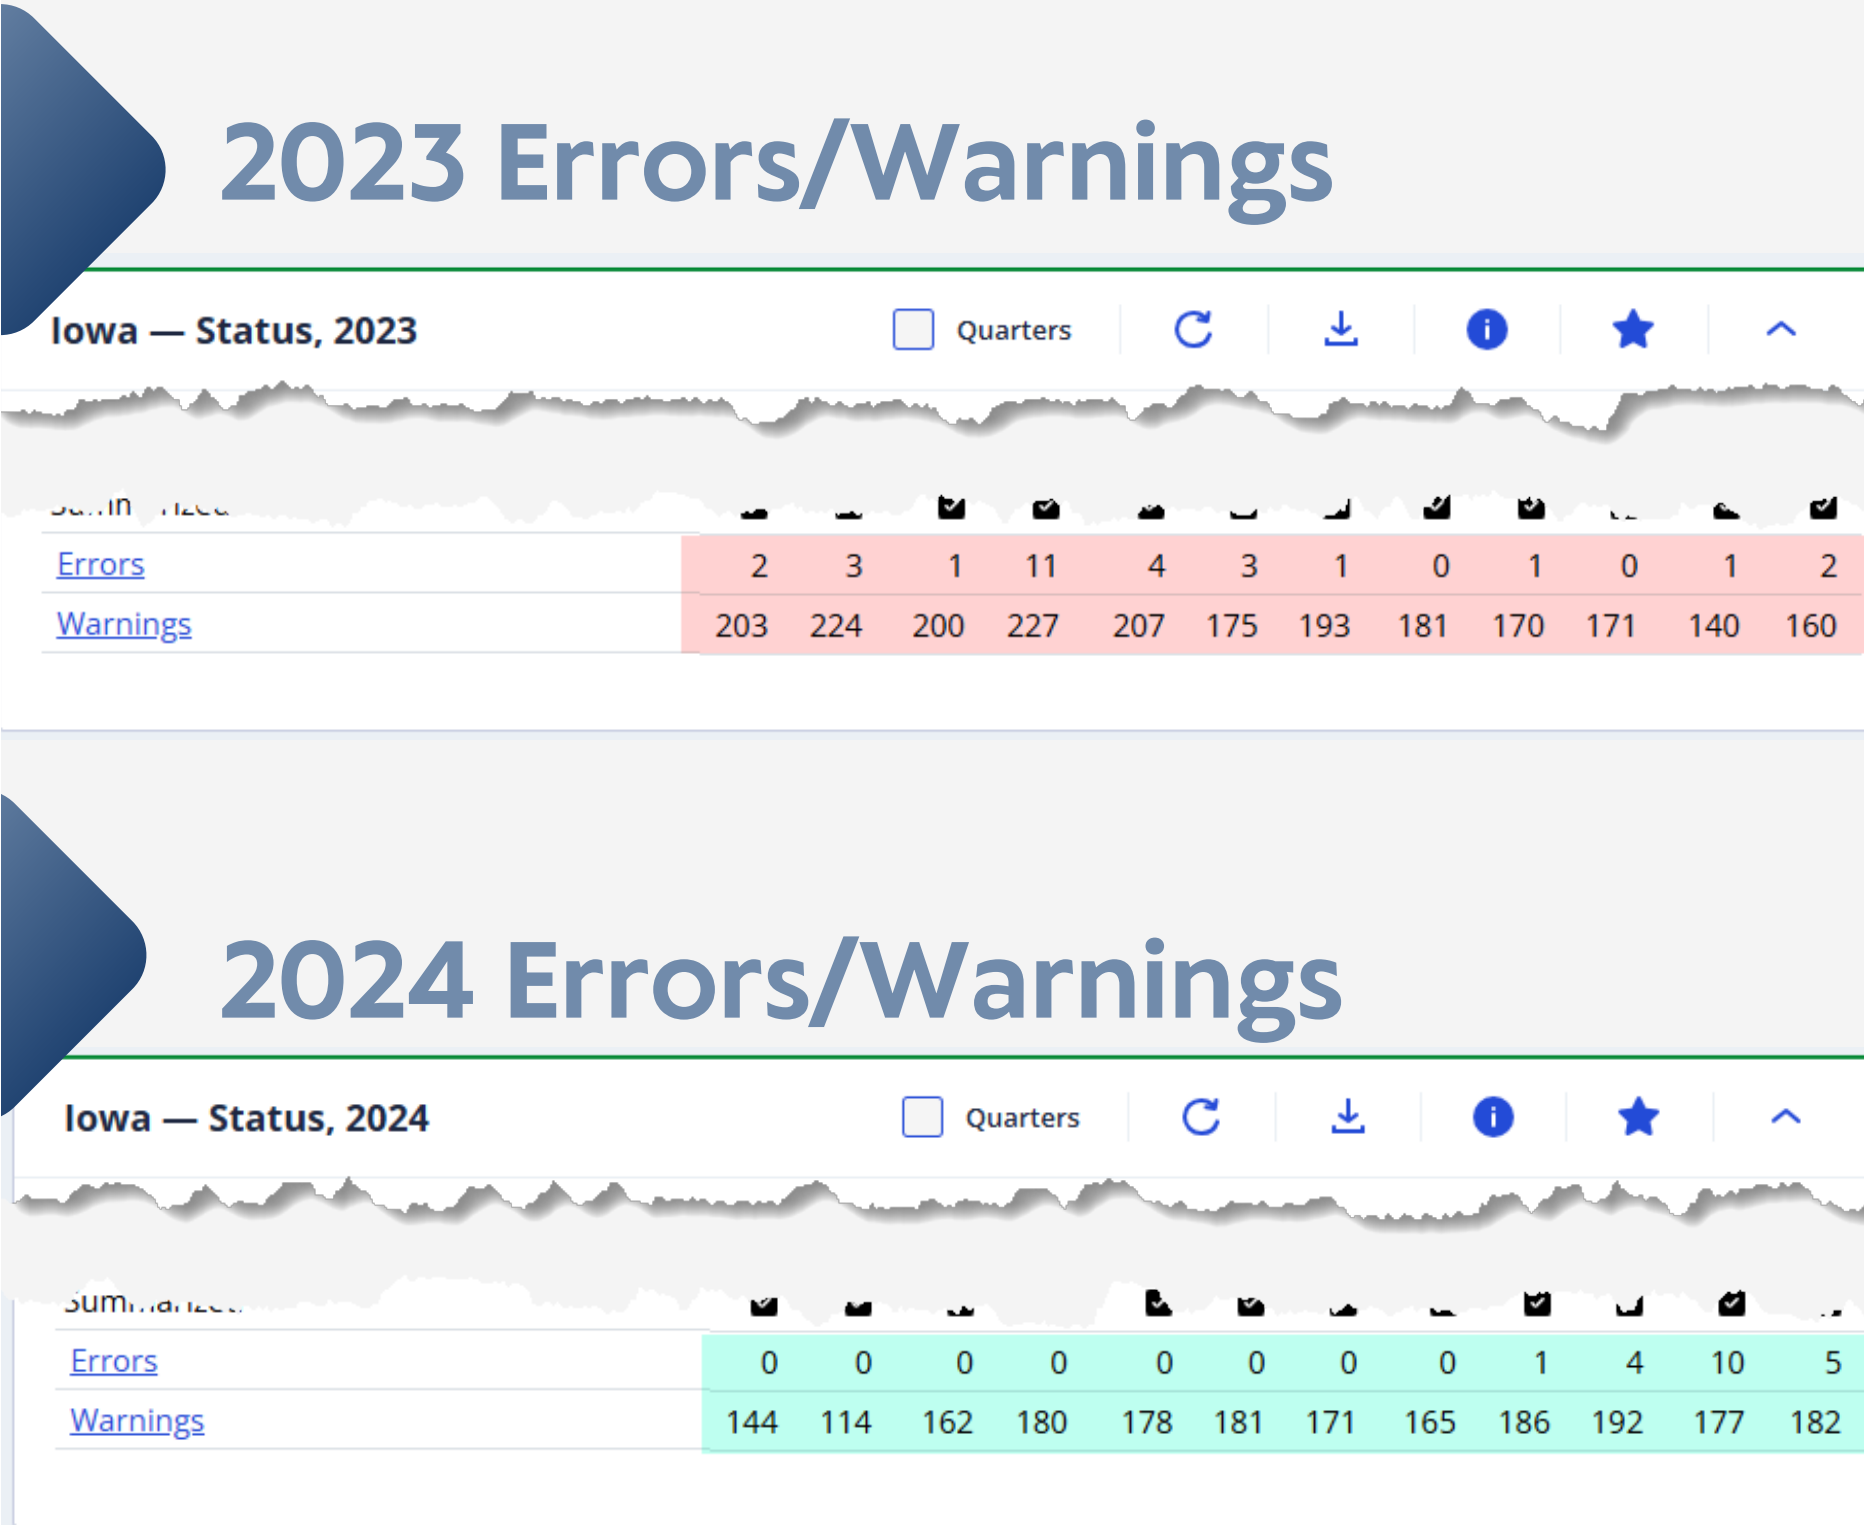 2023 Errors/Warnings
Iowa — Status, 2023 Quarters
Errors 2 3 1 11 4 3 1 0 1 0 1 2
Warnings 203 224 200 227 207 175 193 181 170 171 140 160
2024 Errors/Warnings
Iowa — Status, 2024 Quarters
Errors 0 0 0 0 0 0 0 0 1 4 10 5
Warnings 144 114 162 180 178 181 171 165 186 192 177 182